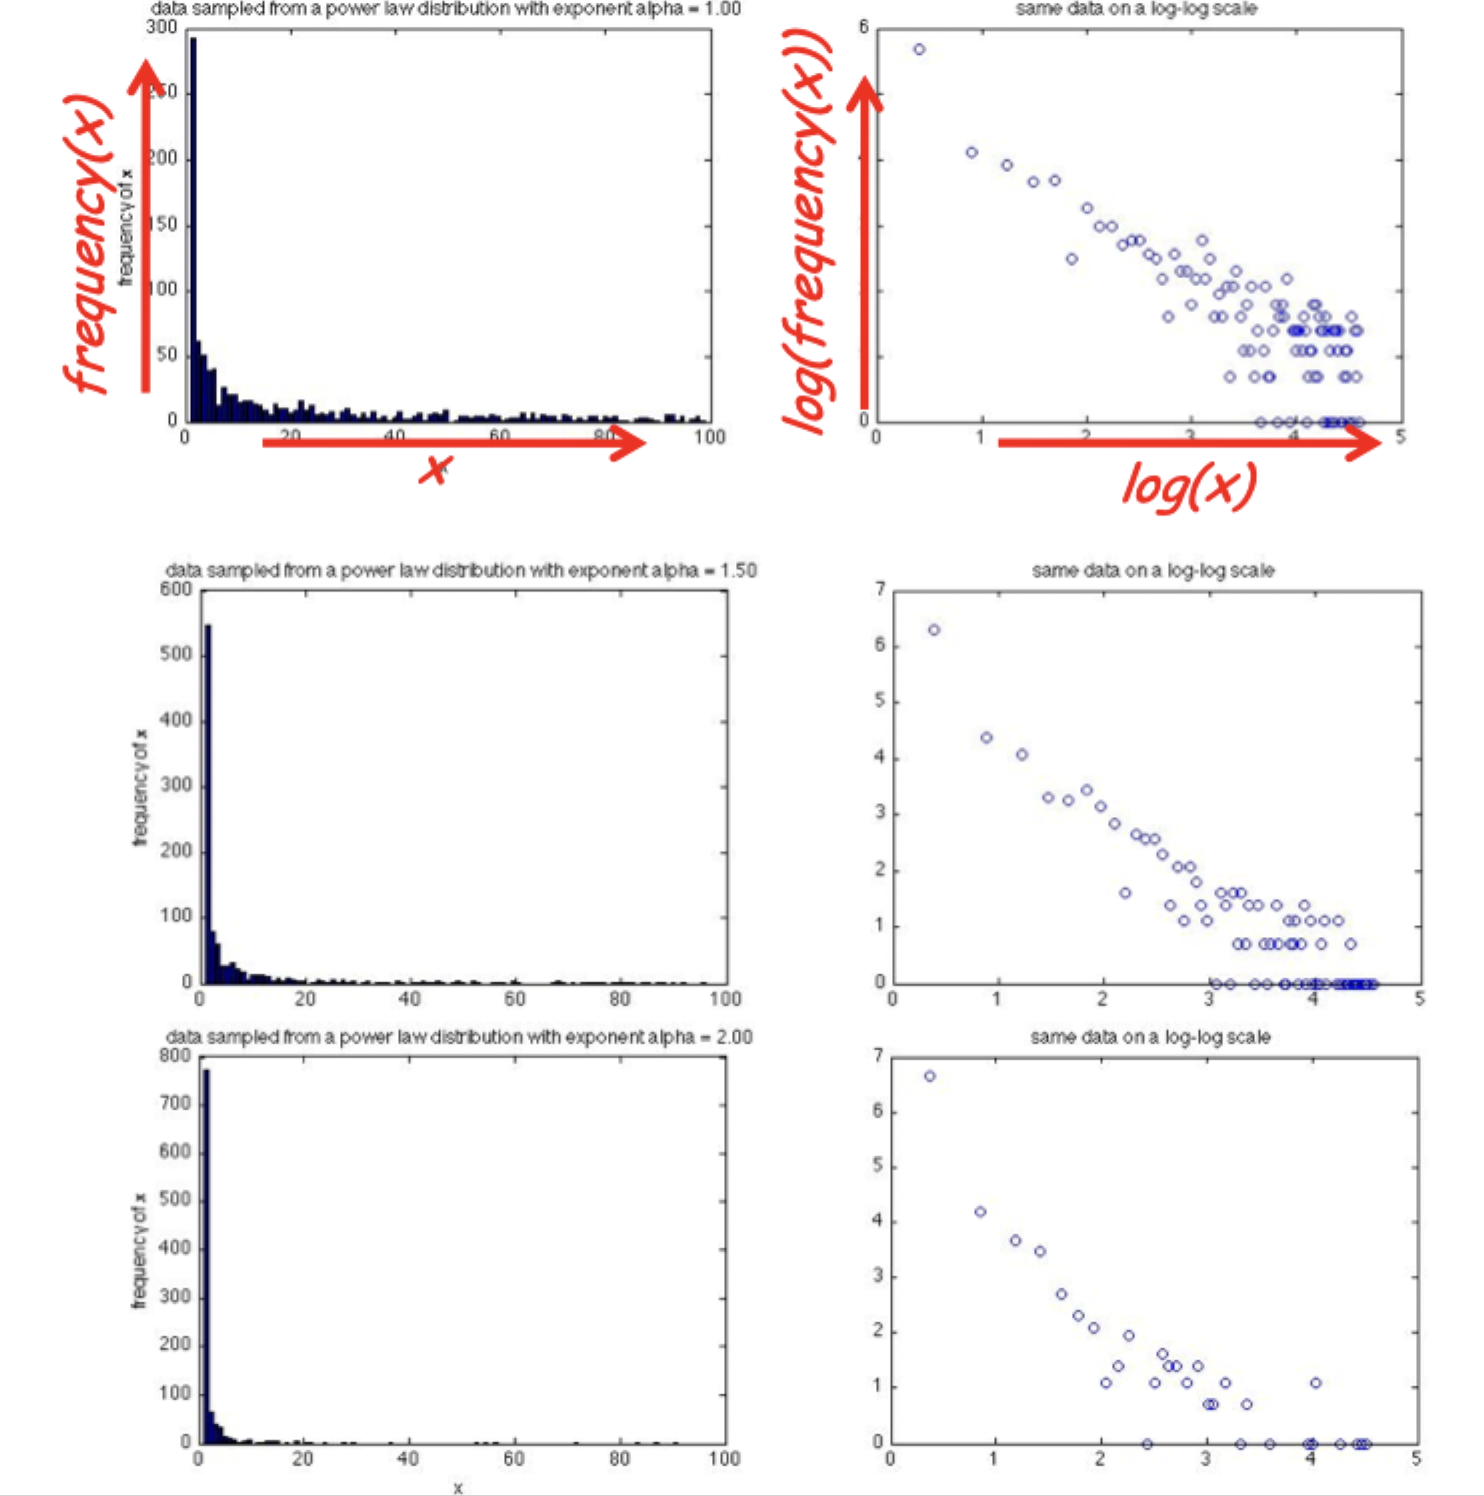 data sampled from a power law distribution with exponent alpha = 1.00
same data on a log-log scale
300
250
200
150
100
50
0
frequency of x
frequency(x)
0 20 40 60 80 100
x
6
0
log(frequency(x))
0 1 2 3 4 5
log(x)
data sampled from a power law distribution with exponent alpha = 1.50
same data on a log-log scale
600
500
400
300
200
100
0
frequency of x
0 20 40 60 80 100
7
6
5
4
3
2
1
0
0 1 2 3 4 5
data sampled from a power law distribution with exponent alpha = 2.00
same data on a log-log scale
800
700
600
500
400
300
200
100
0
frequency of x
0 20 40 60 80 100
x
7
6
5
4
3
2
1
0
0 1 2 3 4 5